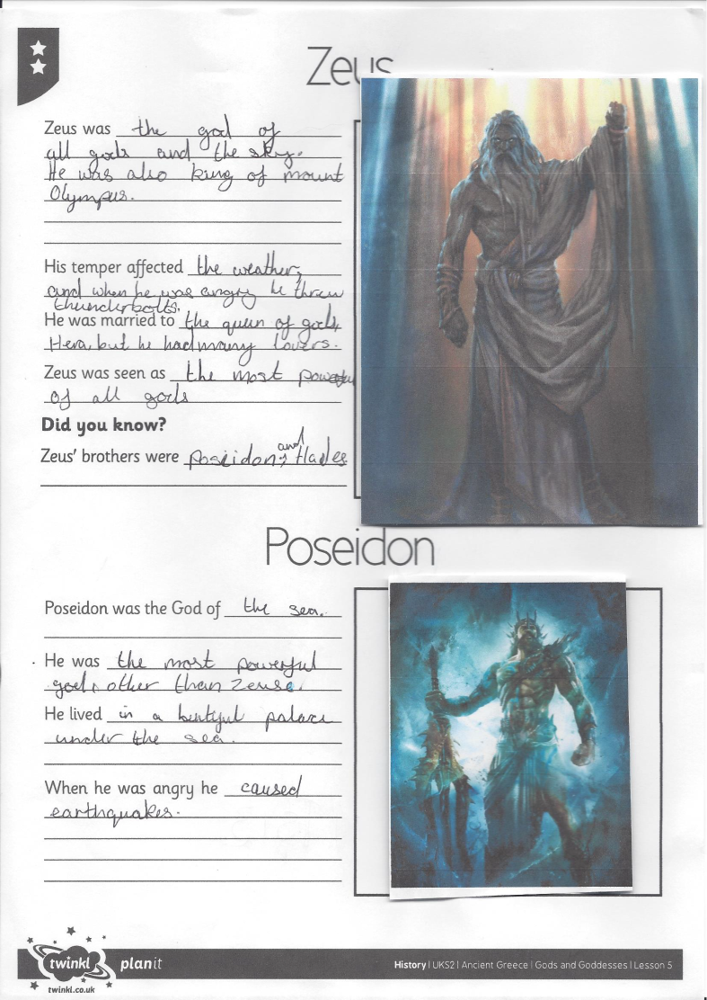 Zeus
Zeus was the god of
all gods and the sky.
He was also king of mount
Olympus.
His temper affected the weather,
and when he was angry he threw
thunderbolts.
He was married to the queen of gods,
Hera, but he had many lovers.
Zeus was seen as the most powerful
of all gods
Did you know?
and
Zeus' brothers were poseidon, Hades
Poseidon
Poseidon was the God of the sea.
He was the most powerful
god, other than Zeuse.
He lived in a beutiful palace
under the sea.
When he was angry he caused
earthquakes.
twinkl planit
twinkl.co.uk
History | UKS2 | Ancient Greece | Gods and Goddesses | Lesson 5